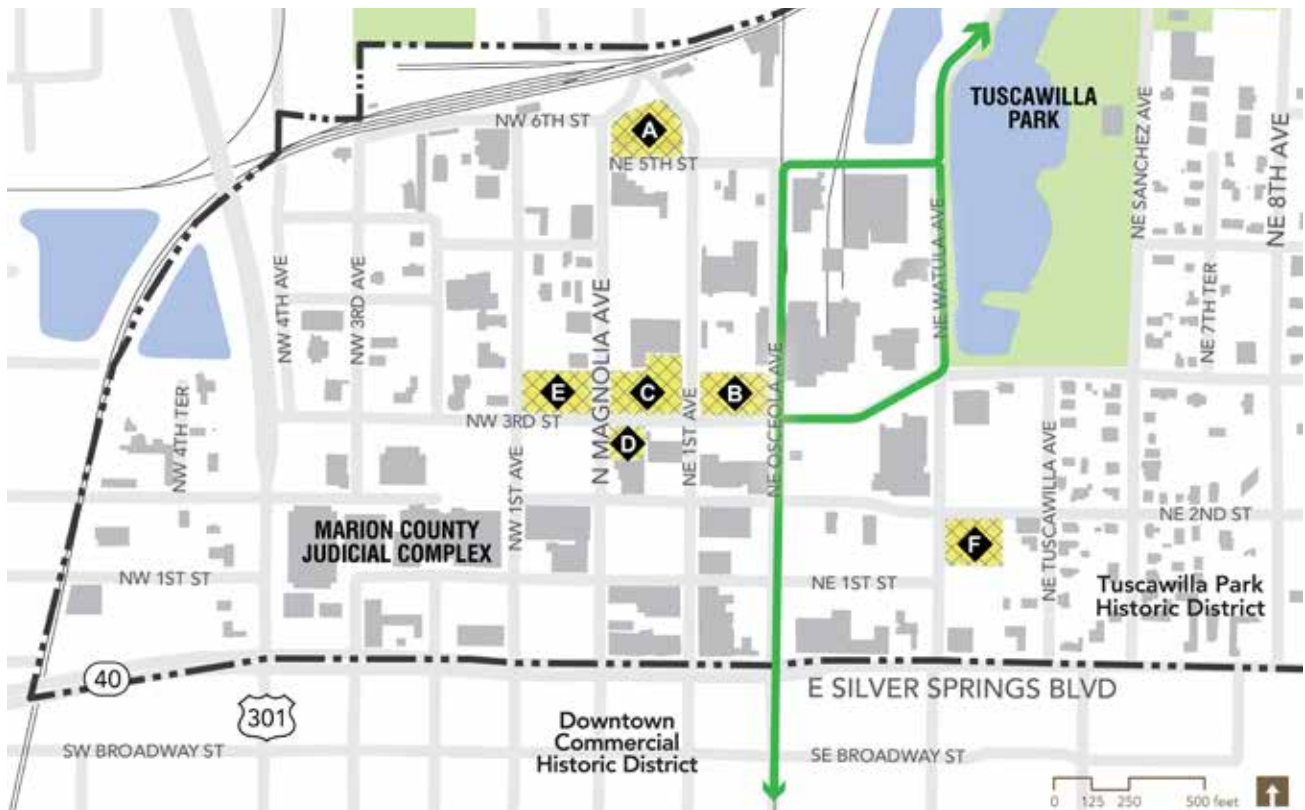 TUSCAWILLA
PARK
NW 6TH ST
A
NE 5TH ST
NE SANCHEZ AVE
NE 8TH AVE
NE WATULA AVE
NW 4TH AVE
NW 3RD AVE
NE 7TH TER
N MAGNOLIA AVE
E
C
B
NE 1ST AVE
NE OSCEOLA AVE
NW 4TH TER
NW 3RD ST
D
NW 1ST AVE
NE TUSCAWILLA AVE
NE 2ND ST
MARION COUNTY
JUDICIAL COMPLEX
F
NW 1ST ST
NE 1ST ST
Tuscawilla Park
Historic District
40
E SILVER SPRINGS BLVD
301
Downtown
Commercial
Historic District
SW BROADWAY ST
SE BROADWAY ST
0 125 250 500 feet